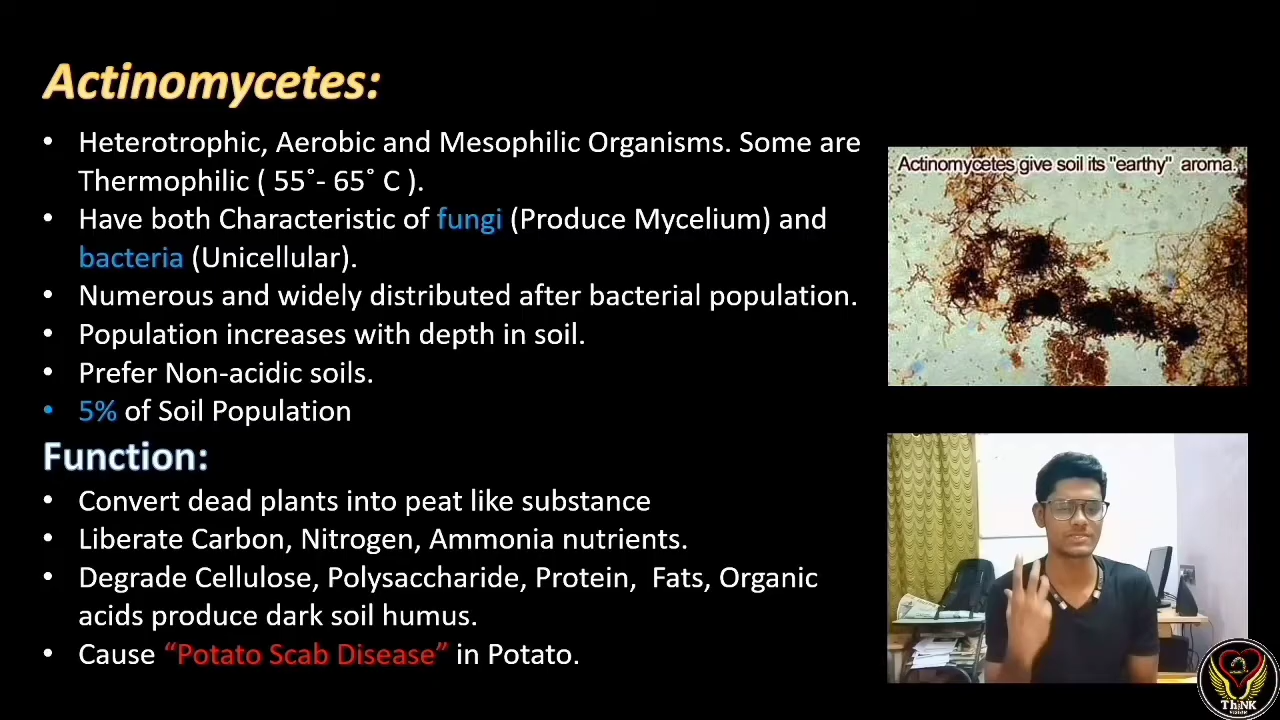 Actinomycetes:
• Heterotrophic, Aerobic and Mesophilic Organisms. Some are
Thermophilic ( 55˚- 65˚ C ).
• Have both Characteristic of fungi (Produce Mycelium) and
bacteria (Unicellular).
• Numerous and widely distributed after bacterial population.
• Population increases with depth in soil.
• Prefer Non-acidic soils.
• 5% of Soil Population
Function:
• Convert dead plants into peat like substance
• Liberate Carbon, Nitrogen, Ammonia nutrients.
• Degrade Cellulose, Polysaccharide, Protein, Fats, Organic
acids produce dark soil humus.
• Cause “Potato Scab Disease” in Potato.
Actinomycetes give soil its "earthy" aroma.
ThiNK